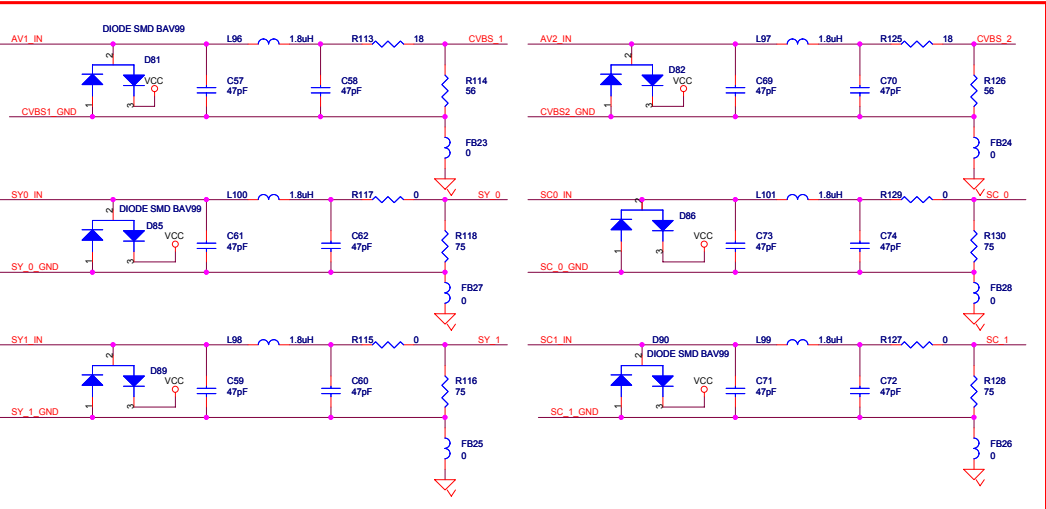 DIODE SMD BAV99
AV1_IN
L96
1.8uH
R113
18
CVBS_1
2
D81
VCC
C57
47pF
C58
47pF
R114
56
1
3
CVBS1_GND
FB23
0
AV2_IN
L97
1.8uH
R125
18
CVBS_2
2
D82
VCC
C69
47pF
C70
47pF
R126
56
1
3
CVBS2_GND
FB24
0
SY0_IN
L100
1.8uH
R117
0
SY_0
2
DIODE SMD BAV99
D85
VCC
C61
47pF
C62
47pF
R118
75
1
3
SY_0_GND
FB27
0
SC0_IN
L101
1.8uH
R129
0
SC_0
2
D86
VCC
C73
47pF
C74
47pF
R130
75
1
3
SC_0_GND
FB28
0
SY1_IN
L98
1.8uH
R115
0
SY_1
2
D89
VCC
C59
47pF
C60
47pF
R116
75
1
3
SY_1_GND
FB25
0
SC1_IN
D90
L99
1.8uH
R127
0
SC_1
2
DIODE SMD BAV99
VCC
C71
47pF
C72
47pF
R128
75
1
3
SC_1_GND
FB26
0